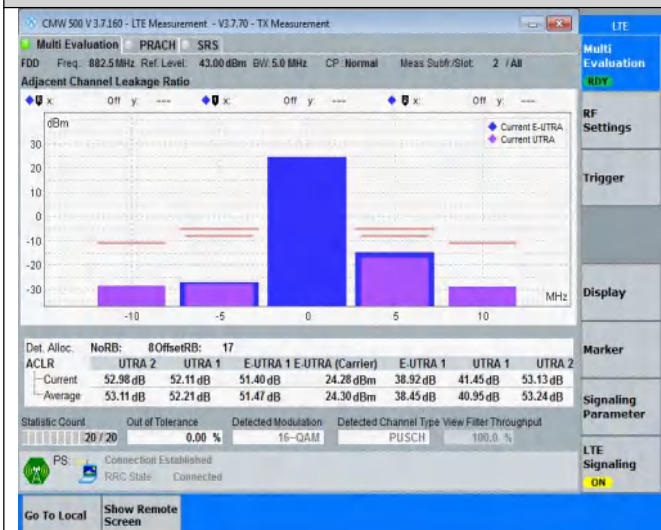 CMW 500 V 3.7.160 - LTE Measurement - V3.7.70 - TX Measurement
LTE
Multi Evaluation PRACH SRS
Multi Evaluation
RDY
FDD Freq.: 882.5 MHz Ref. Level: 43.00 dBm BW: 5.0 MHz CP: Normal Meas Subfr./Slot: 2 / All
Adjacent Channel Leakage Ratio
x: Off y: --- x: Off y: --- x: Off y: ---
dBm
Current E-UTRA
Current UTRA
30
20
10
0
-10
-20
-30
MHz
-10 -5 0 5 10
RF Settings
Trigger
Display
Marker
Signaling Parameter
LTE Signaling
ON
Det. Alloc. NoRB: 8 OffsetRB: 17
ACLR UTRA 2 UTRA 1 E-UTRA 1 E-UTRA (Carrier) E-UTRA 1 UTRA 1 UTRA 2
Current 52.98 dB 52.11 dB 51.40 dB 24.28 dBm 38.92 dB 41.45 dB 53.13 dB
Average 53.11 dB 52.21 dB 51.47 dB 24.30 dBm 38.45 dB 40.95 dB 53.24 dB
Statistic Count Out of Tolerance Detected Modulation Detected Channel Type View Filter Throughput
20 / 20 0.00 % 16-QAM PUSCH 100.0 %
PS: Connection Established
RRC State Connected
Go To Local
Show Remote Screen